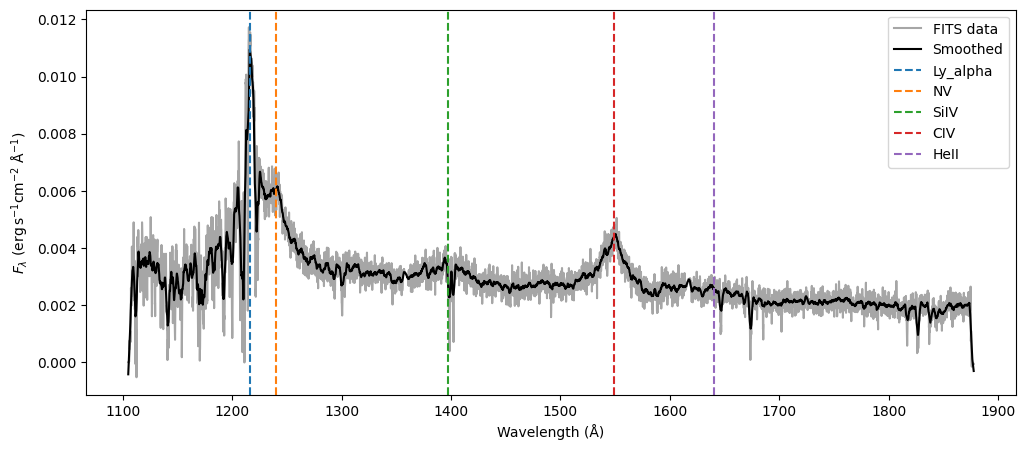 0.012
0.010
0.008
0.006
0.004
0.002
0.000
F_λ (erg s⁻¹cm⁻² Å⁻¹)
FITS data
Smoothed
Ly_alpha
NV
SiIV
CIV
HeII
1100 1200 1300 1400 1500 1600 1700 1800 1900
Wavelength (Å)